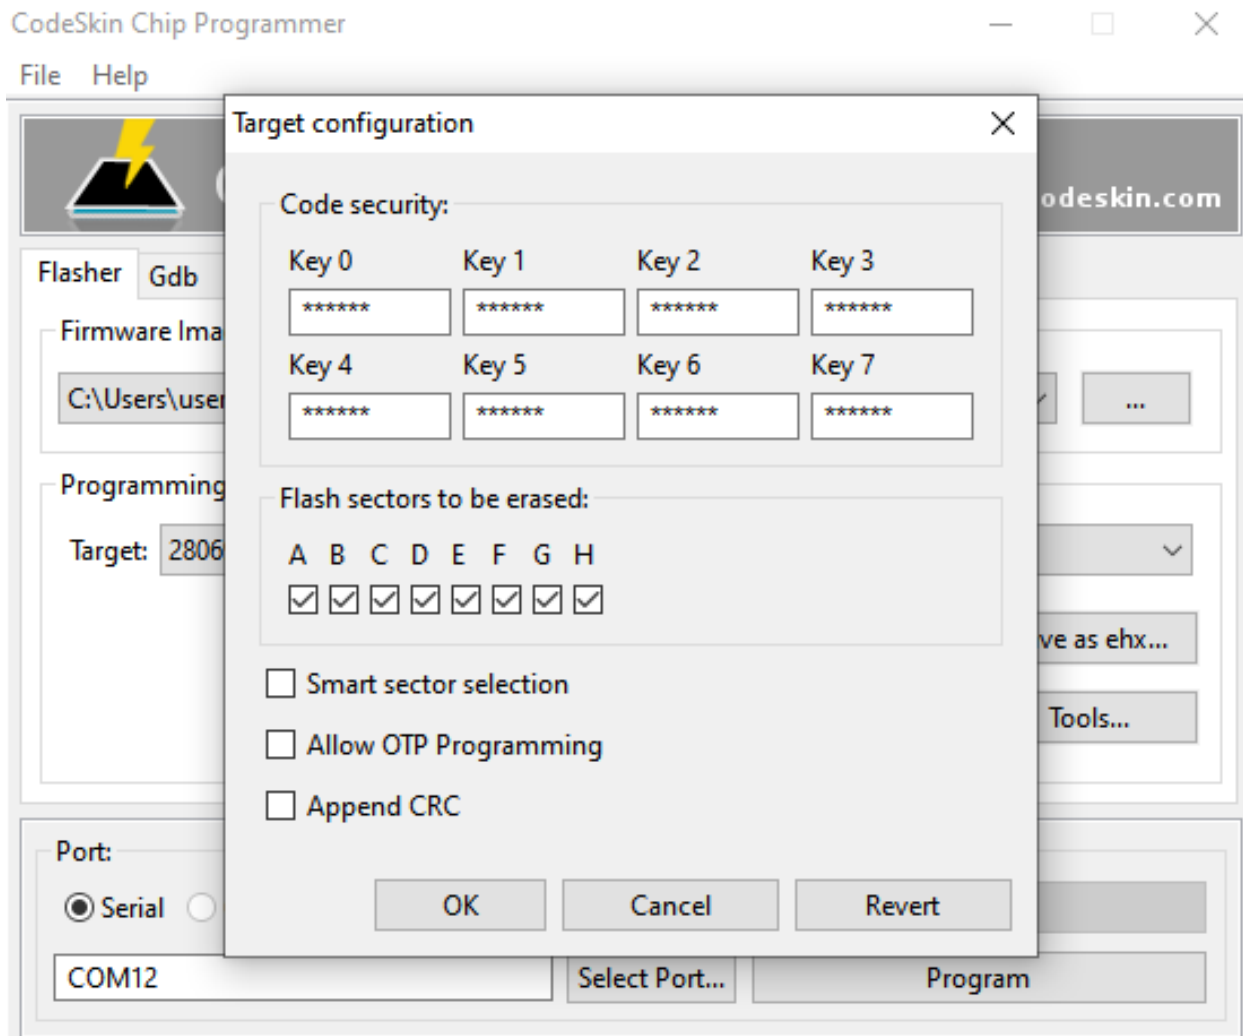 CodeSkin Chip Programmer
File Help
Target configuration
odeskin.com
Code security:
Flasher Gdb
Key 0 Key 1 Key 2 Key 3
****** ****** ****** ******
Firmware Ima
Key 4 Key 5 Key 6 Key 7
C:\Users\user ****** ****** ****** ****** ...
Programming
Flash sectors to be erased:
Target: 2806
A B C D E F G H
ve as ehx...
Smart sector selection
Tools...
Allow OTP Programming
Append CRC
Port:
Serial
OK Cancel Revert
COM12 Select Port... Program